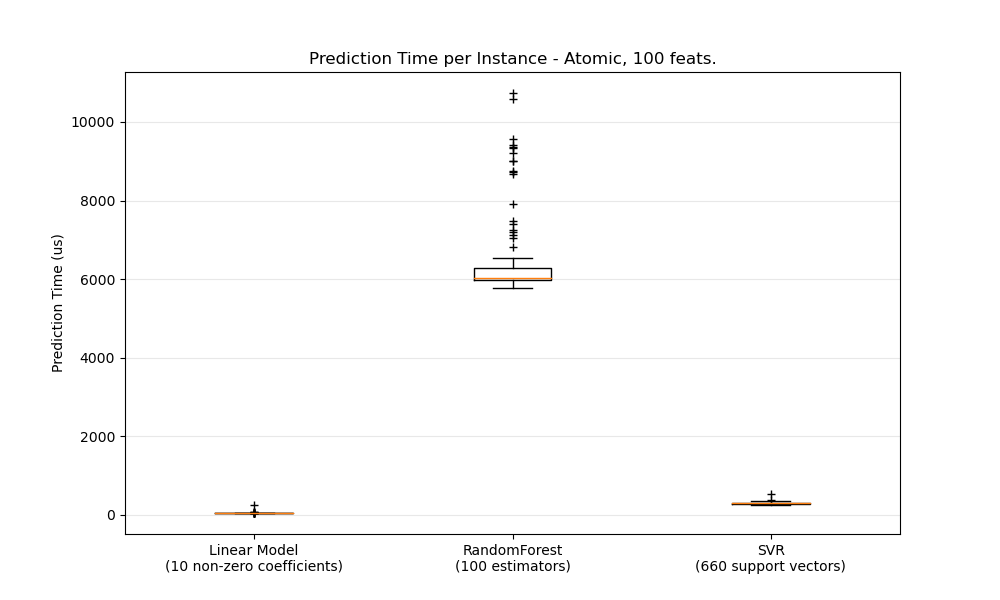 Prediction Time per Instance - Atomic, 100 feats.
Prediction Time (us)
10000
8000
6000
4000
2000
0
Linear Model
(10 non-zero coefficients)
RandomForest
(100 estimators)
SVR
(660 support vectors)